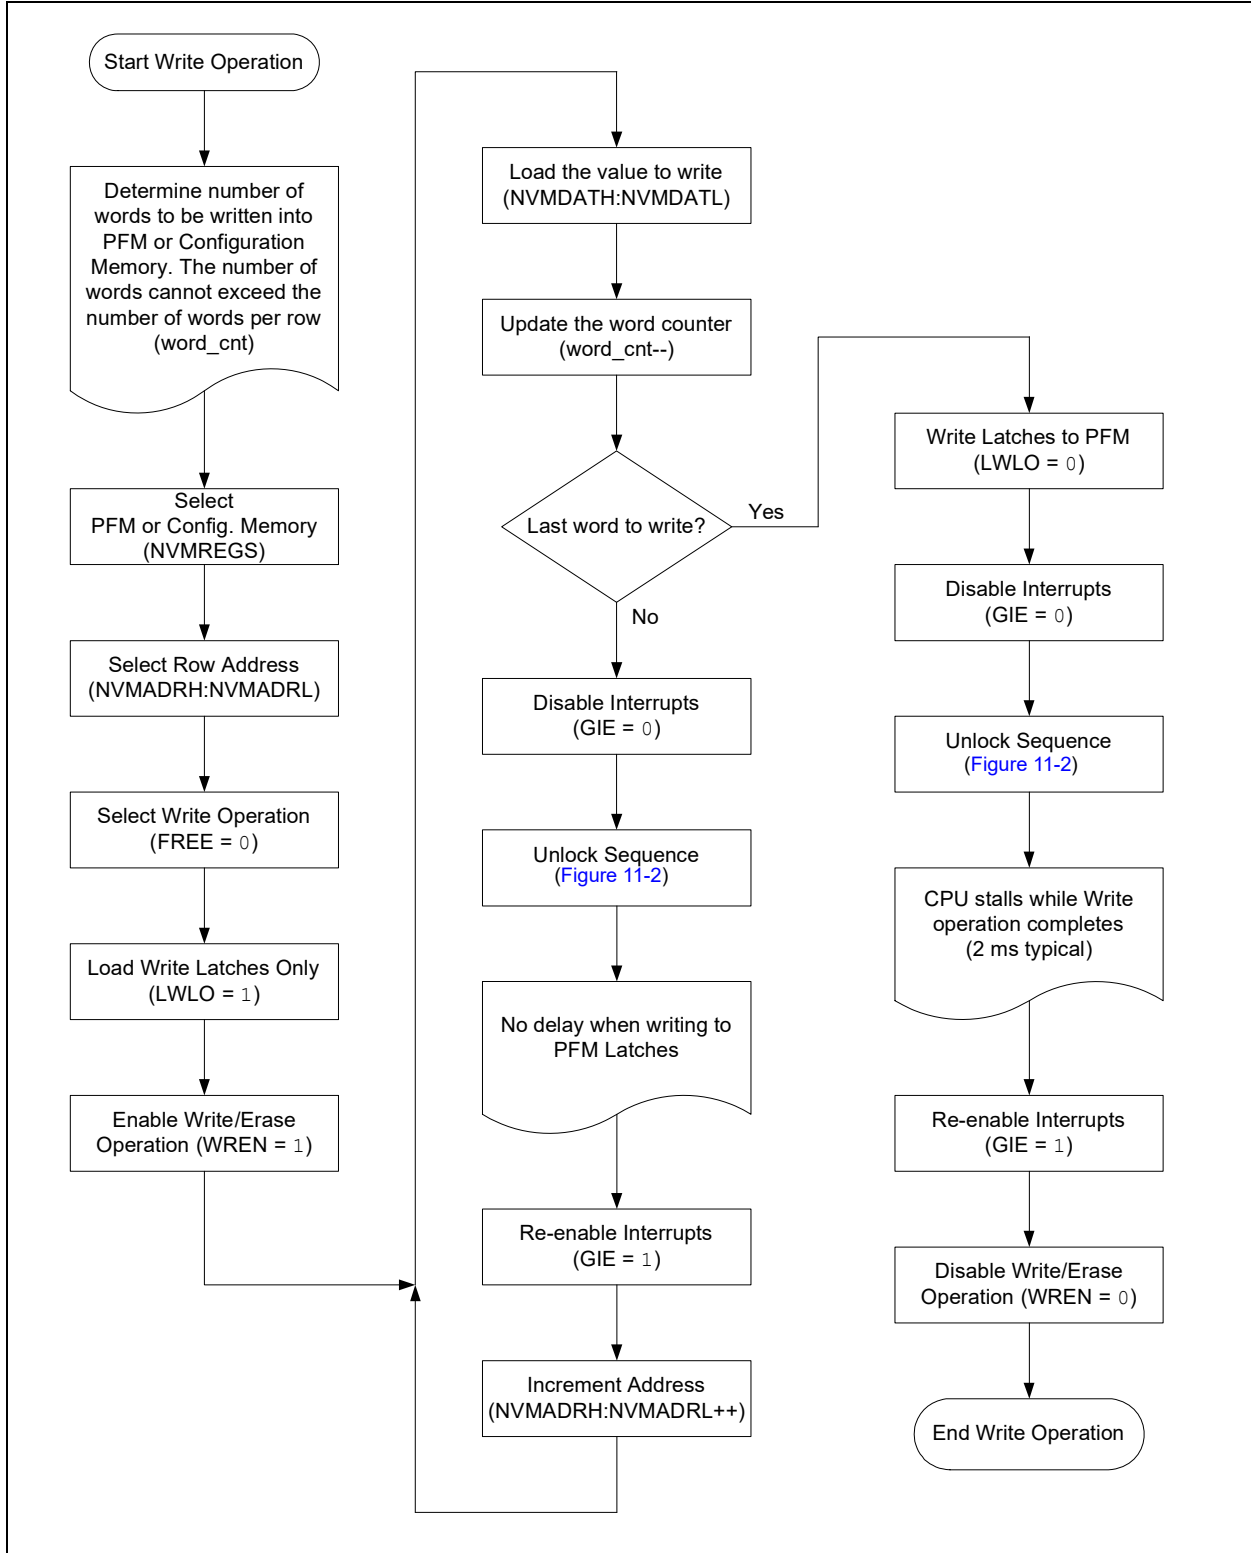 Start Write Operation
Determine number of
words to be written into
PFM or Configuration
Memory. The number of
words cannot exceed the
number of words per row
(word_cnt)
Select
PFM or Config. Memory
(NVMREGS)
Select Row Address
(NVMADRH:NVMADRL)
Select Write Operation
(FREE = 0)
Load Write Latches Only
(LWLO = 1)
Enable Write/Erase
Operation (WREN = 1)
Load the value to write
(NVMDATH:NVMDATL)
Update the word counter
(word_cnt--)
Last word to write?
Yes
No
Disable Interrupts
(GIE = 0)
Unlock Sequence
(Figure 11-2)
No delay when writing to
PFM Latches
Re-enable Interrupts
(GIE = 1)
Increment Address
(NVMADRH:NVMADRL++)
Write Latches to PFM
(LWLO = 0)
Disable Interrupts
(GIE = 0)
Unlock Sequence
(Figure 11-2)
CPU stalls while Write
operation completes
(2 ms typical)
Re-enable Interrupts
(GIE = 1)
Disable Write/Erase
Operation (WREN = 0)
End Write Operation